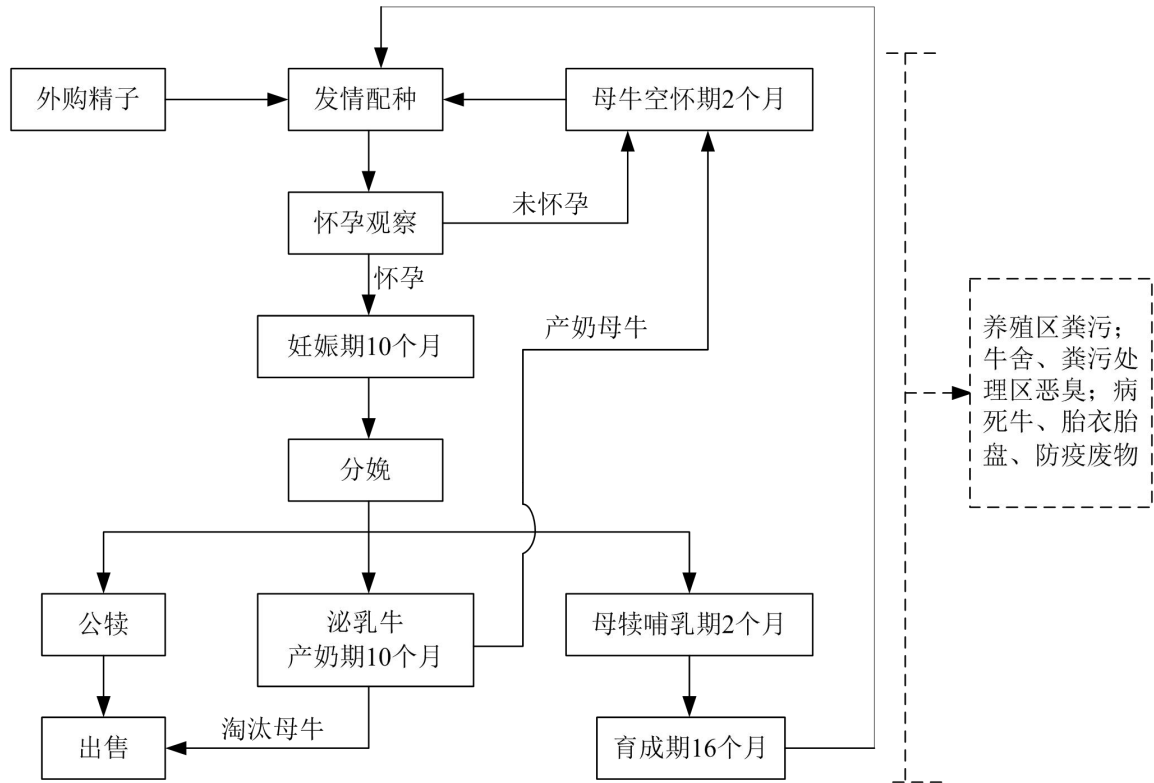 外购精子
发情配种
母牛空怀期2个月
怀孕观察
未怀孕
怀孕
妊娠期10个月
产奶母牛
养殖区粪污；
牛舍、粪污处
理区恶臭；病
死牛、胎衣胎
盘、防疫废物
分娩
公犊
泌乳牛
产奶期10个月
母犊哺乳期2个月
出售
淘汰母牛
育成期16个月